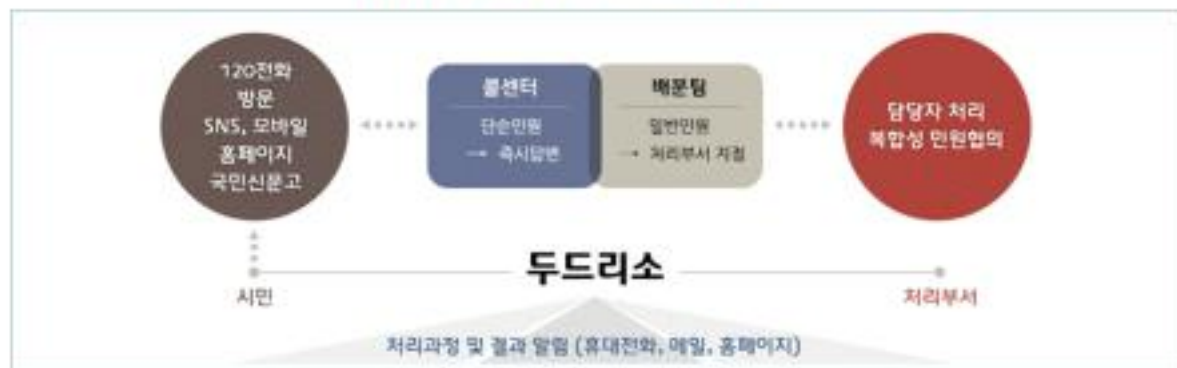 120전화
방문
SNS, 모바일
홈페이지
국민신문고
콜센터
단순민원
→ 즉시답변
배분팀
일반민원
→ 처리부서 지정
담당자 처리
복합성 민원협의
두드리소
시민
처리부서
처리과정 및 결과 알림 (휴대전화, 메일, 홈페이지)